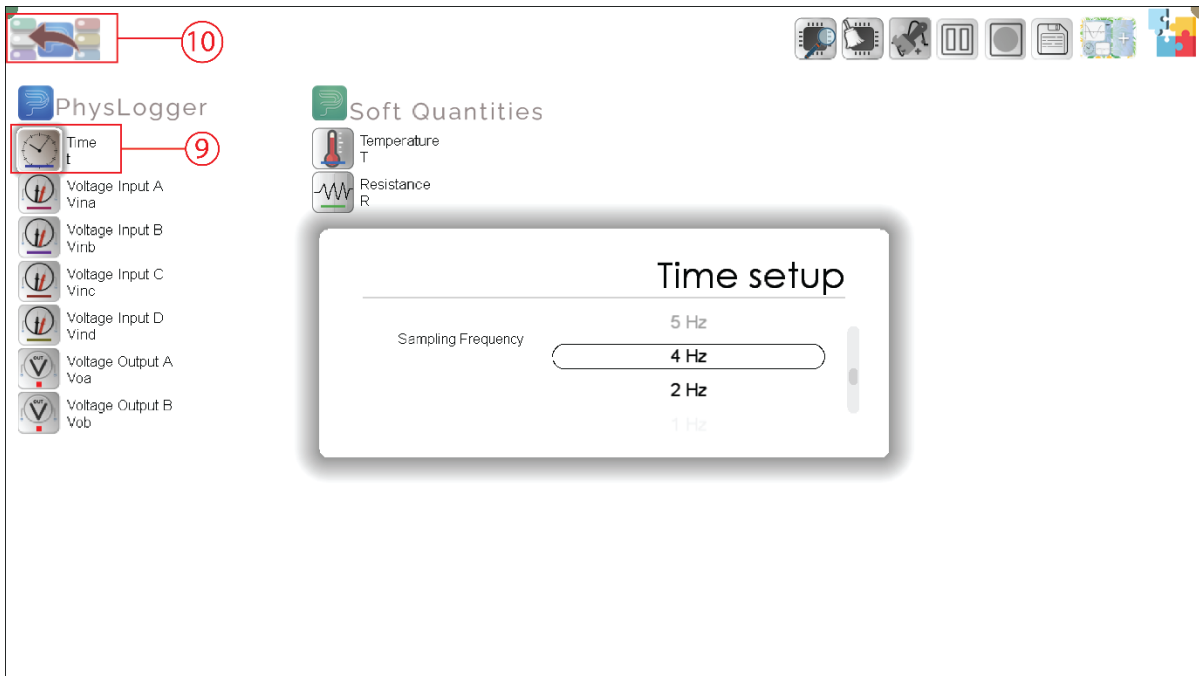 10
PhysLogger
Time
t
9
Voltage Input A
Vina
Voltage Input B
Vinb
Voltage Input C
Vinc
Voltage Input D
Vind
OUT
V
Voltage Output A
Voa
OUT
V
Voltage Output B
Vob
Soft Quantities
Temperature
T
Resistance
R
Time setup
Sampling Frequency
5 Hz
4 Hz
2 Hz
1 Hz